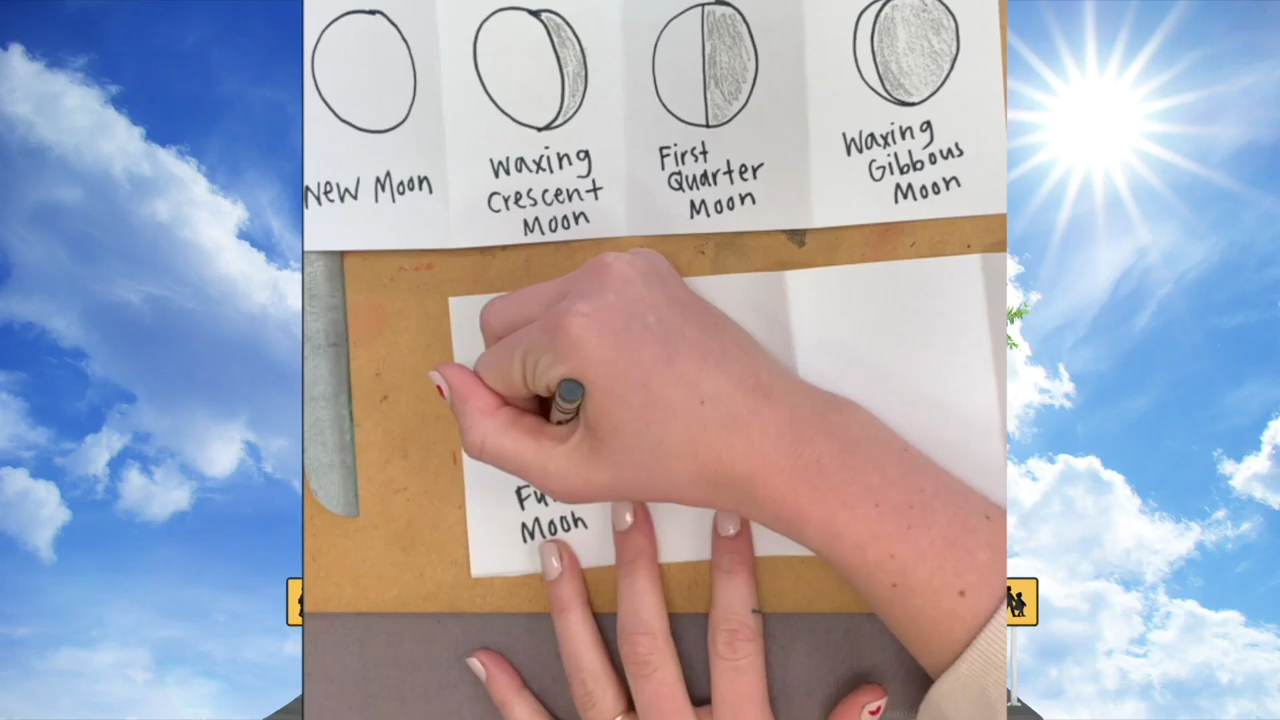 New Moon
Waxing
Crescent
Moon
First
Quarter
Moon
Waxing
Gibbous
Moon
Moon